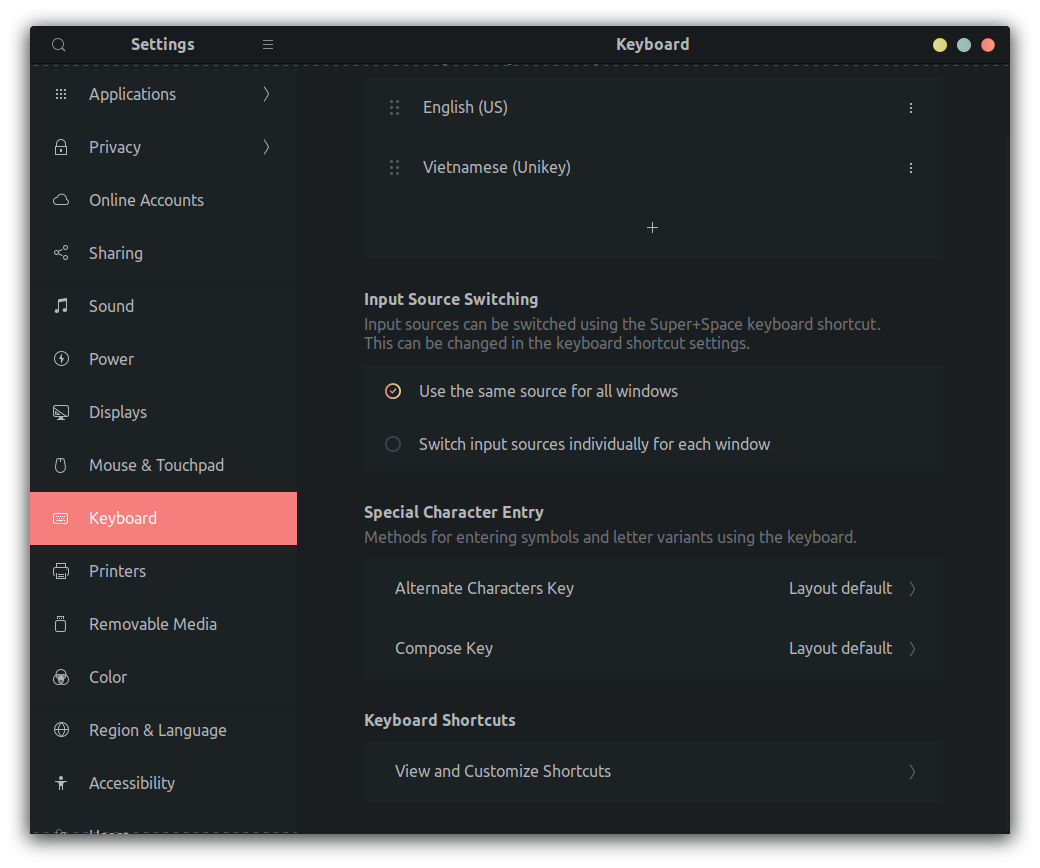 Settings
Keyboard
Applications
Privacy
Online Accounts
Sharing
Sound
Power
Displays
Mouse & Touchpad
Keyboard
Printers
Removable Media
Color
Region & Language
Accessibility
English (US)
Vietnamese (Unikey)
Input Source Switching
Input sources can be switched using the Super+Space keyboard shortcut.
This can be changed in the keyboard shortcut settings.
Use the same source for all windows
Switch input sources individually for each window
Special Character Entry
Methods for entering symbols and letter variants using the keyboard.
Alternate Characters Key Layout default
Compose Key Layout default
Keyboard Shortcuts
View and Customize Shortcuts